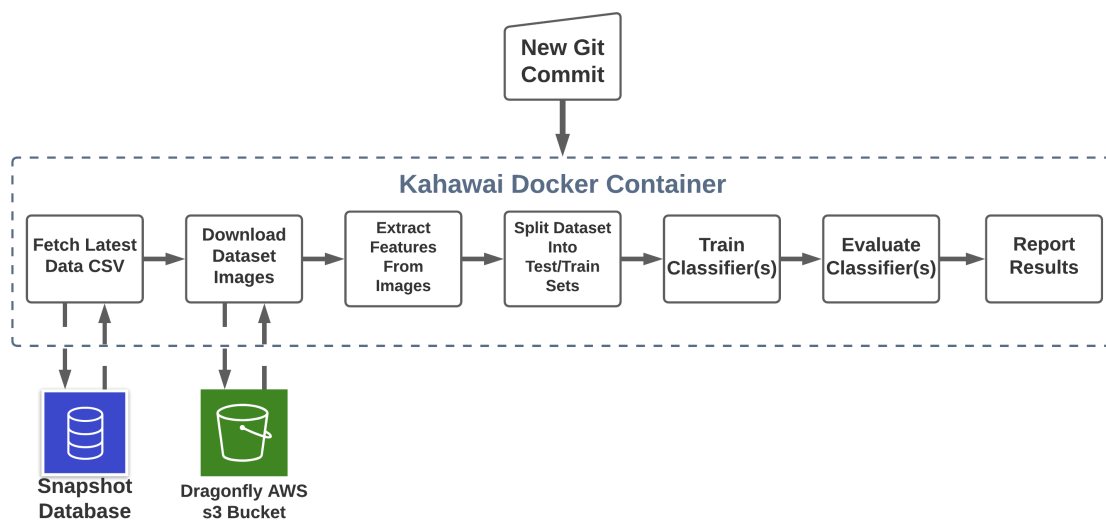 New Git
Commit
Kahawai Docker Container
Fetch Latest
Data CSV
Download
Dataset
Images
Extract
Features
From
Images
Split Dataset
Into
Test/Train
Sets
Train
Classifier(s)
Evaluate
Classifier(s)
Report
Results
Snapshot
Database
Dragonfly AWS
s3 Bucket